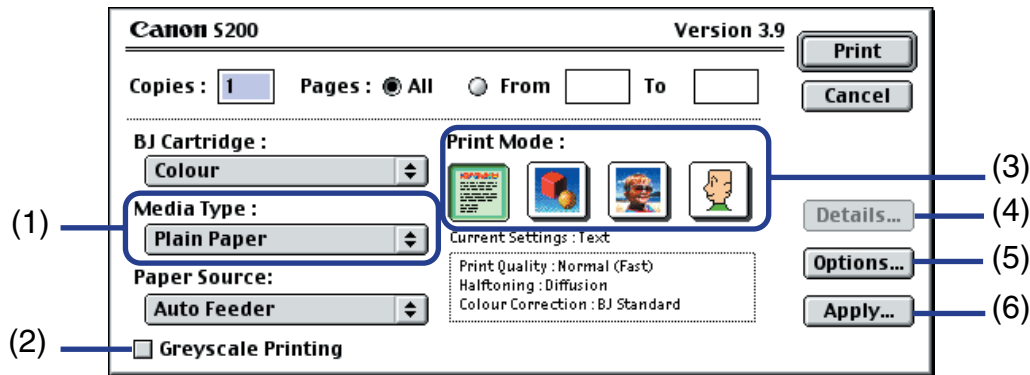 Canon S200 Version 3.9
Print
Copies : 1 Pages : All From To
Cancel
BJ Cartridge :
Colour
Print Mode :
(3)
(1)
Media Type :
Plain Paper
Details...
(4)
Current Settings : Text
Print Quality : Normal (Fast)
Halftoning : Diffusion
Colour Correction : BJ Standard
Options...
(5)
Paper Source:
Auto Feeder
Apply...
(6)
(2)
Greyscale Printing